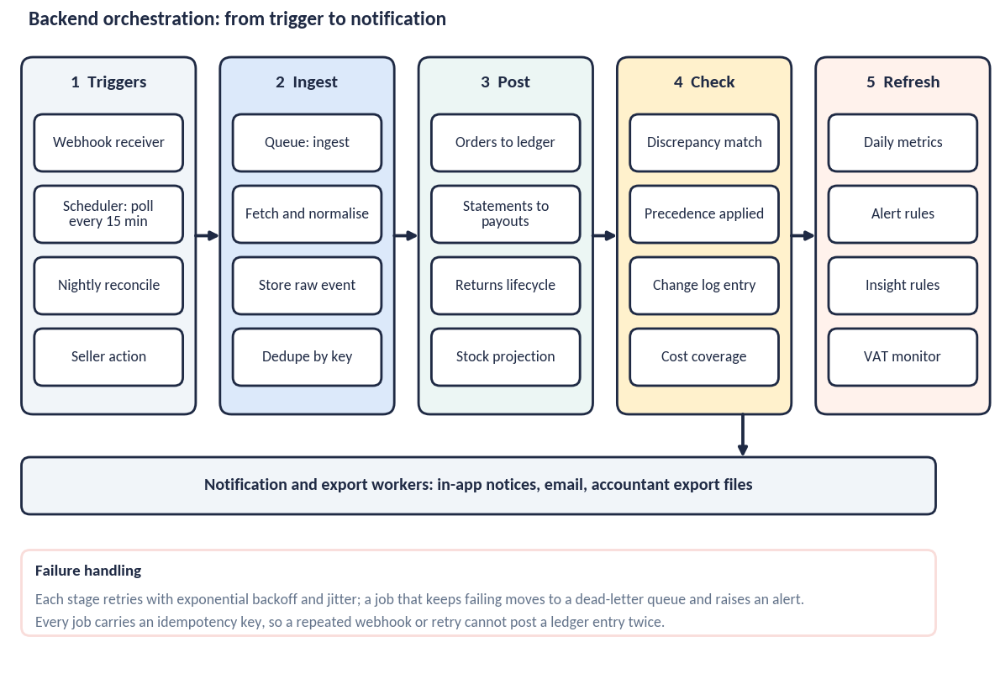 Backend orchestration: from trigger to notification
1 Triggers
Webhook receiver
Scheduler: poll
every 15 min
Nightly reconcile
Seller action
2 Ingest
Queue: ingest
Fetch and normalise
Store raw event
Dedupe by key
3 Post
Orders to ledger
Statements to
payouts
Returns lifecycle
Stock projection
4 Check
Discrepancy match
Precedence applied
Change log entry
Cost coverage
5 Refresh
Daily metrics
Alert rules
Insight rules
VAT monitor
Notification and export workers: in-app notices, email, accountant export files
Failure handling
Each stage retries with exponential backoff and jitter; a job that keeps failing moves to a dead-letter queue and raises an alert.
Every job carries an idempotency key, so a repeated webhook or retry cannot post a ledger entry twice.